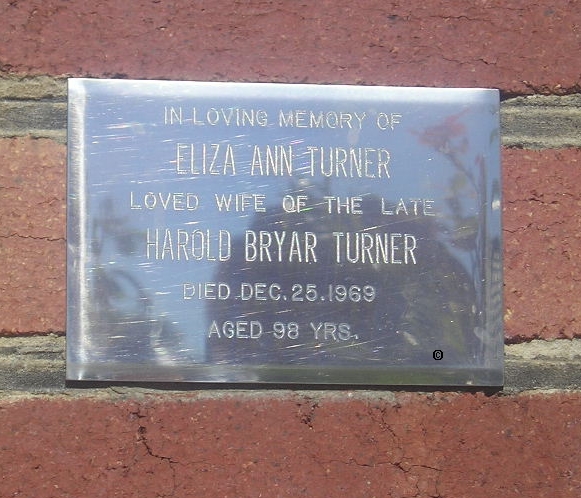 IN LOVING MEMORY OF
ELIZA ANN TURNER
LOVED WIFE OF THE LATE
HAROLD BRYAR TURNER
DIED DEC. 25. 1969
AGED 98 YRS.
©